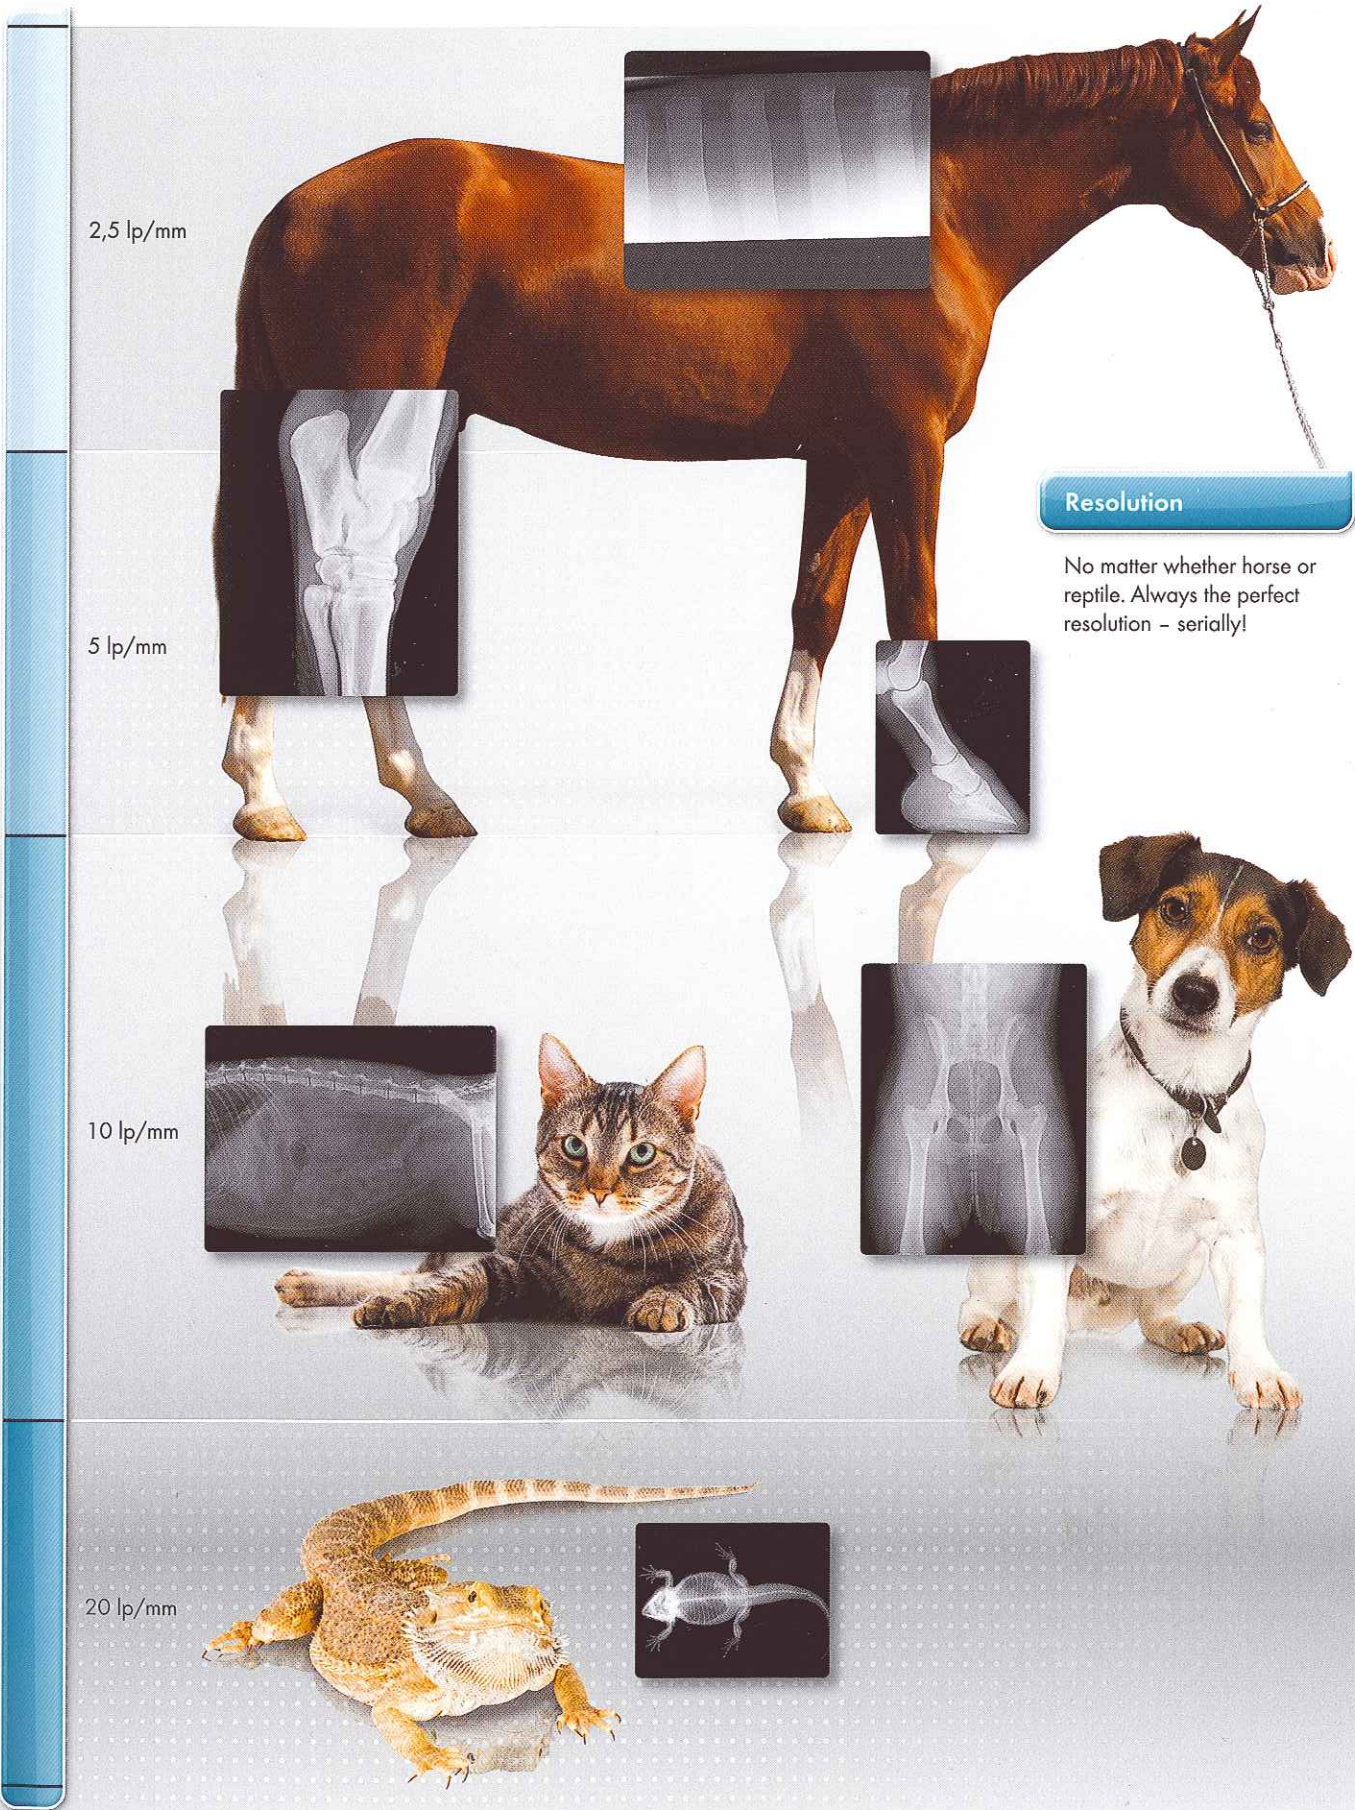 2,5 lp/mm
Resolution
No matter whether horse or
reptile. Always the perfect
resolution – serially!
5 lp/mm
10 lp/mm
20 lp/mm